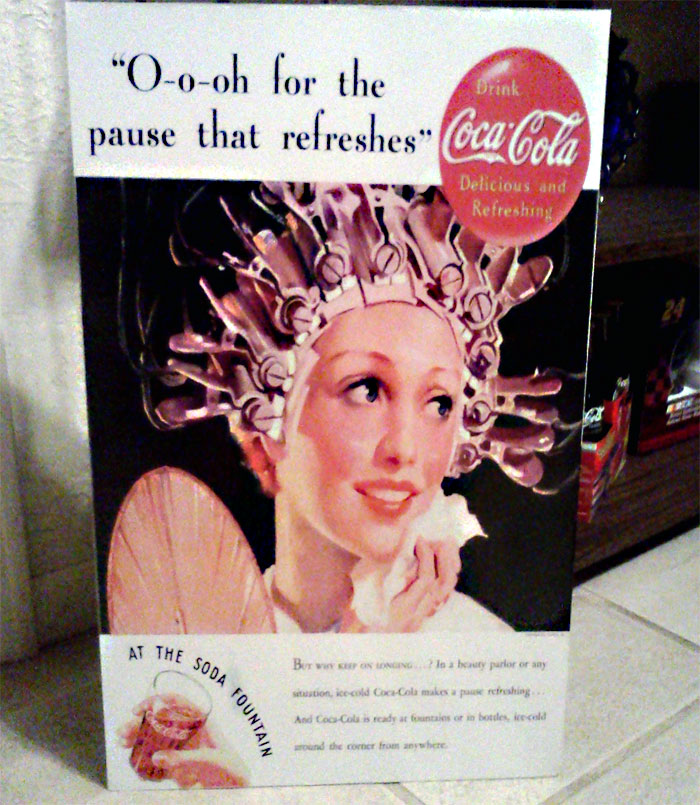 "O-o-oh for the
pause that refreshes"
Drink
Coca-Cola
Delicious and
Refreshing
AT THE SODA FOUNTAIN
BUT WHY KEEP ON LONGING...? In a beauty parlor or any
situation, ice-cold Coca-Cola makes a pause refreshing...
And Coca-Cola is ready at fountains or in bottles, ice-cold
around the corner from anywhere.
24